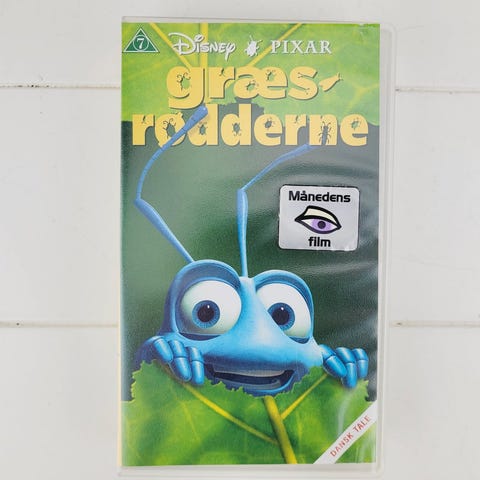 7
Disney PIXAR
græs-
rødderne
Månedens
film
DANSK TALE